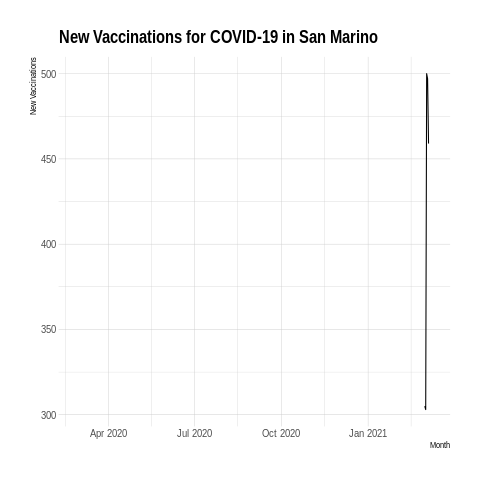 New Vaccinations for COVID-19 in San Marino
New Vaccinations
500
450
400
350
300
Apr 2020
Jul 2020
Oct 2020
Jan 2021
Month